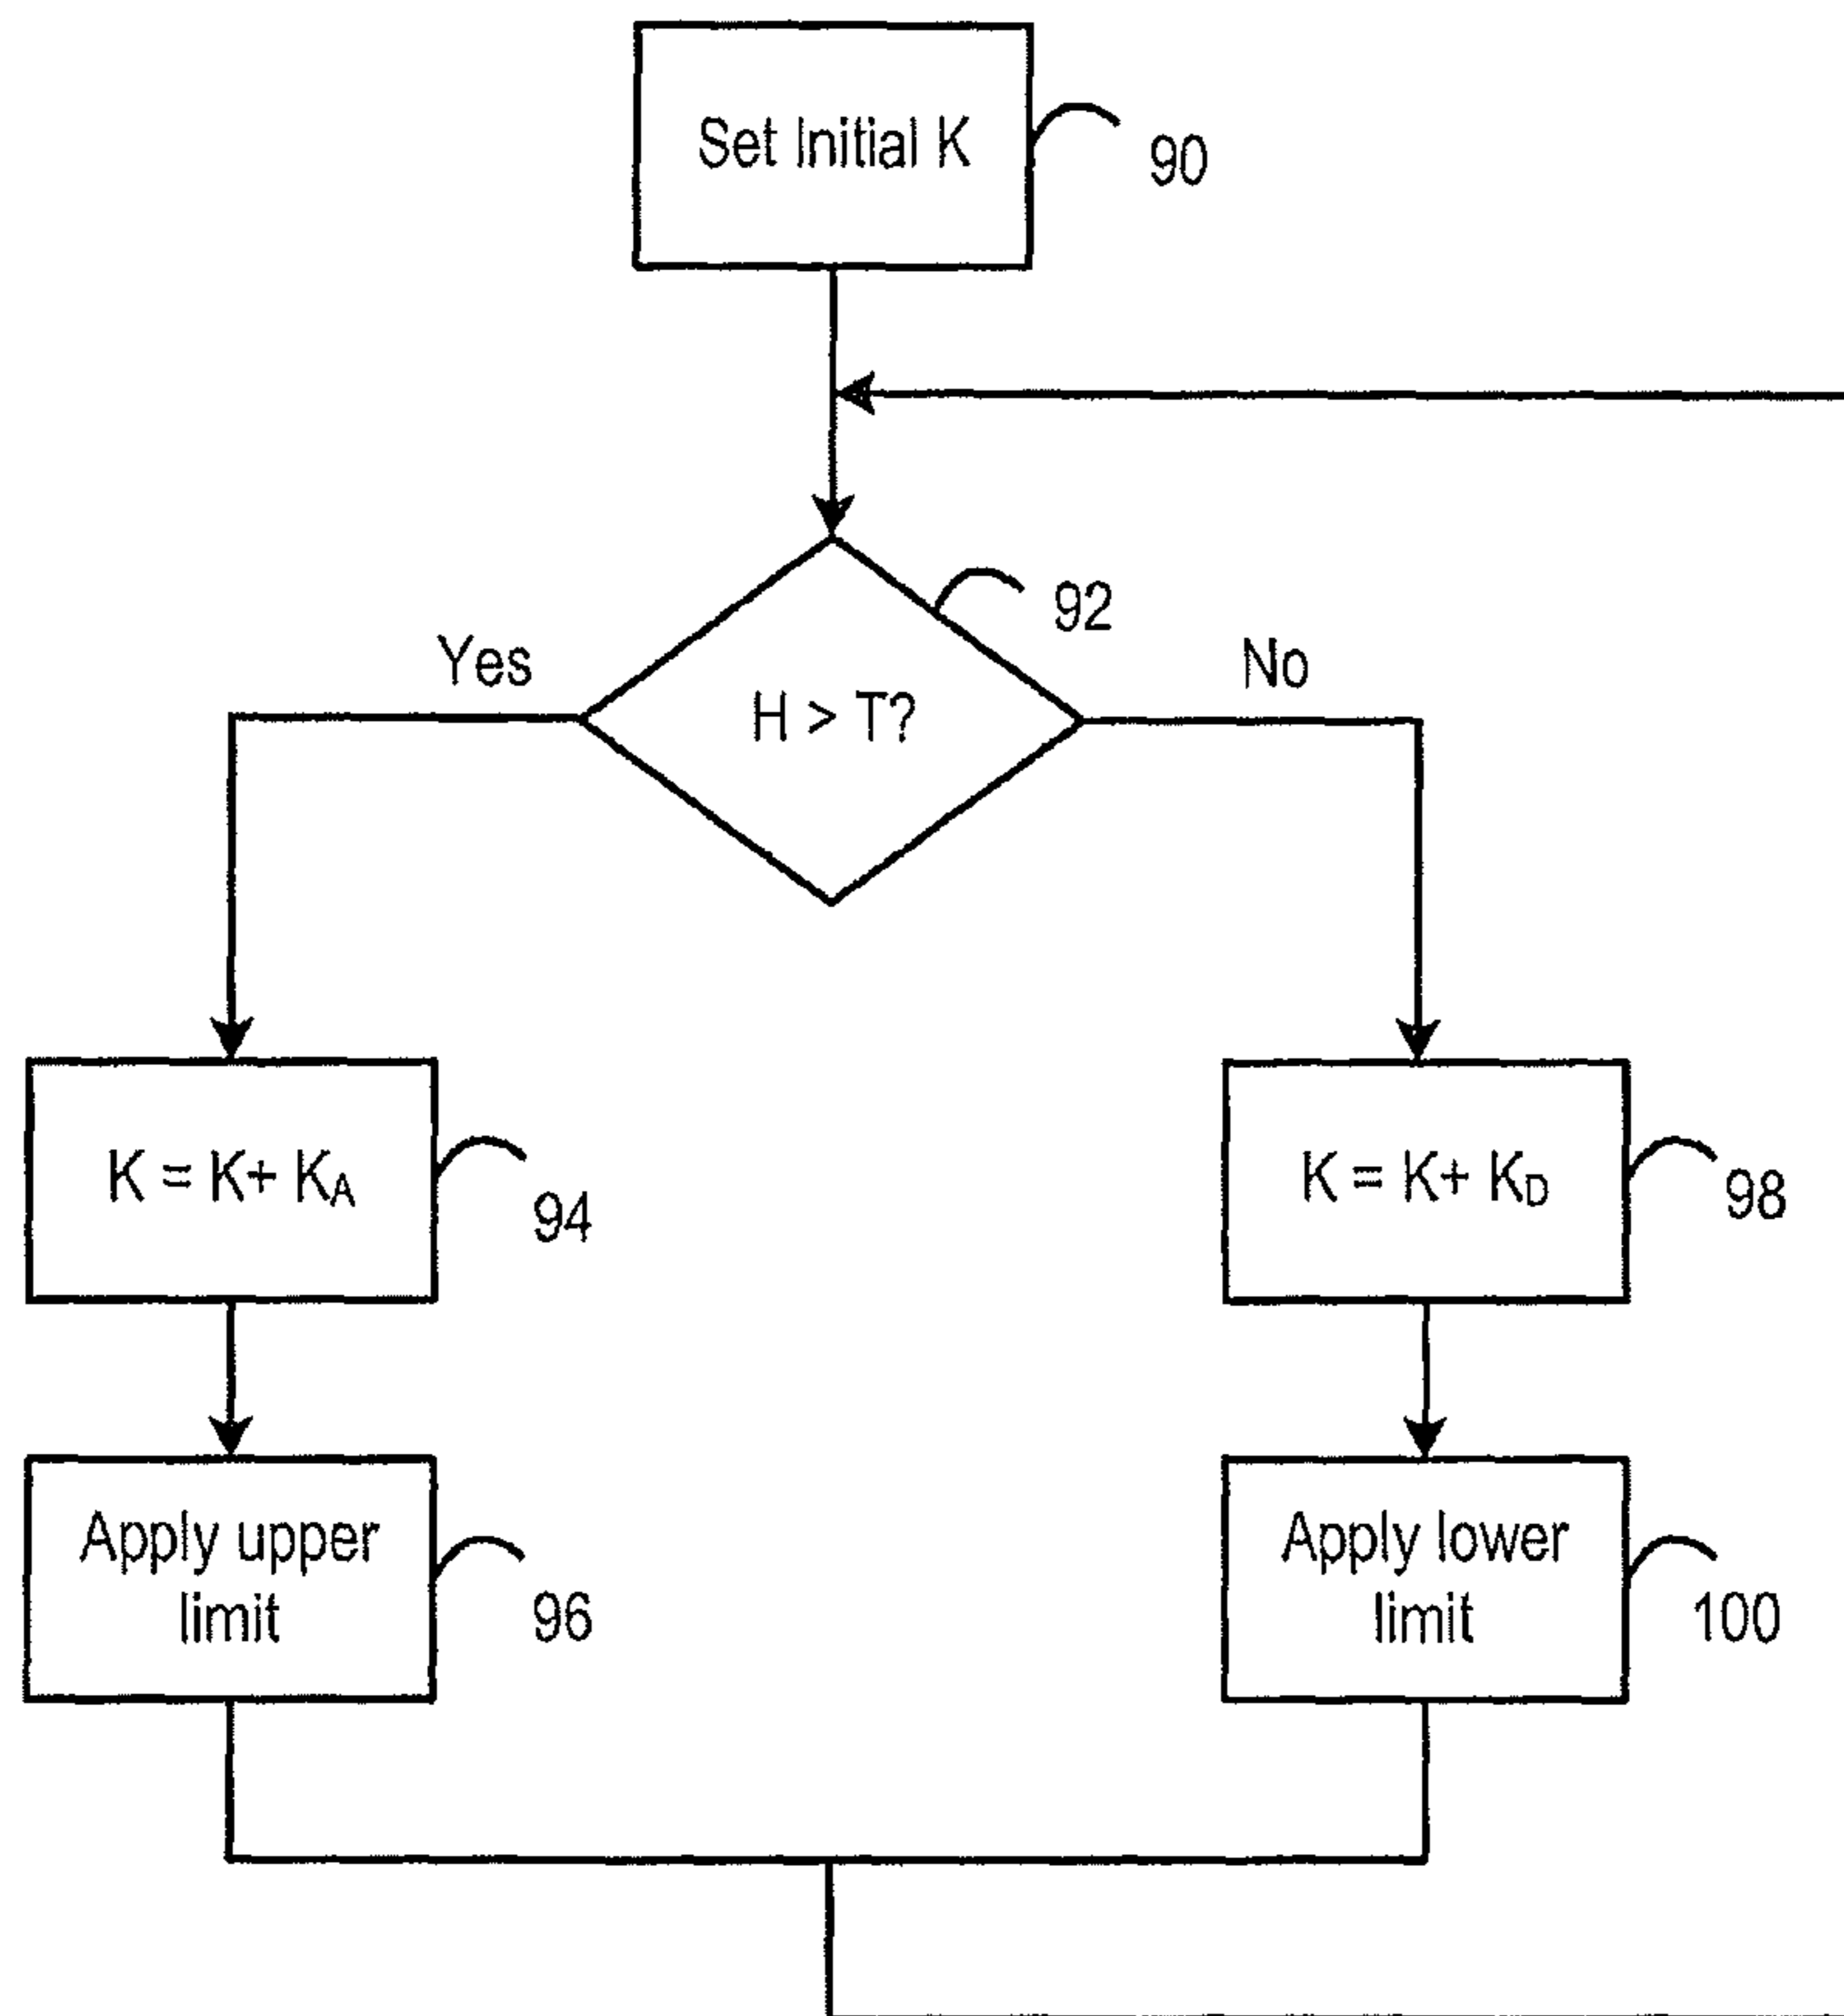 Set Initial K
90
92
Yes
No
H > T?
K = K+ KA
94
K = K+ KD
98
Apply upper
limit
96
Apply lower
limit
100